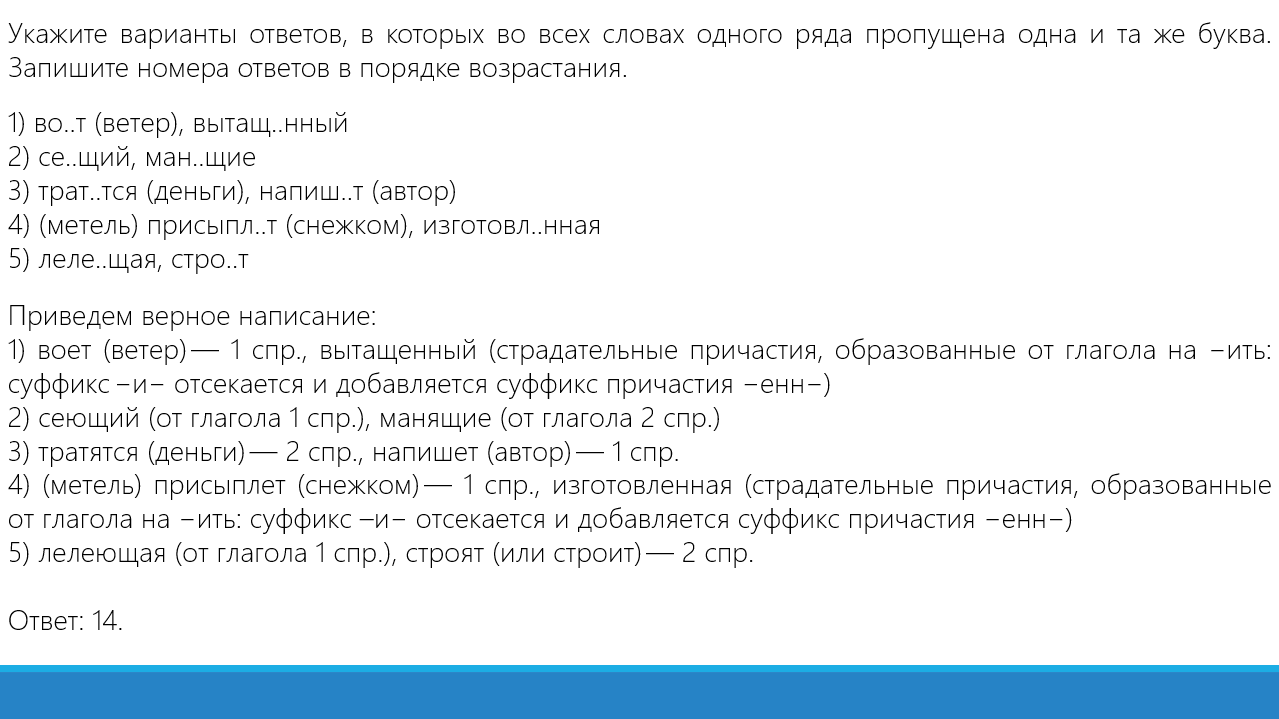 Укажите варианты ответов, в которых во всех словах одного ряда пропущена одна и та же буква.
Запишите номера ответов в порядке возрастания.
1) во..т (ветер), вытащ..нный
2) се..щий, ман..щие
3) трат..тся (деньги), напиш..т (автор)
4) (метель) присыпл..т (снежком), изготовл..нная
5) леле..щая, стро..т
Приведем верное написание:
1) воет (ветер) — 1 спр., вытащенный (страдательные причастия, образованные от глагола на −ить:
суффикс −и− отсекается и добавляется суффикс причастия −енн−)
2) сеющий (от глагола 1 спр.), манящие (от глагола 2 спр.)
3) тратятся (деньги) — 2 спр., напишет (автор) — 1 спр.
4) (метель) присыплет (снежком) — 1 спр., изготовленная (страдательные причастия, образованные
от глагола на −ить: суффикс −и− отсекается и добавляется суффикс причастия −енн−)
5) лелеющая (от глагола 1 спр.), строят (или строит) — 2 спр.
Ответ: 14.